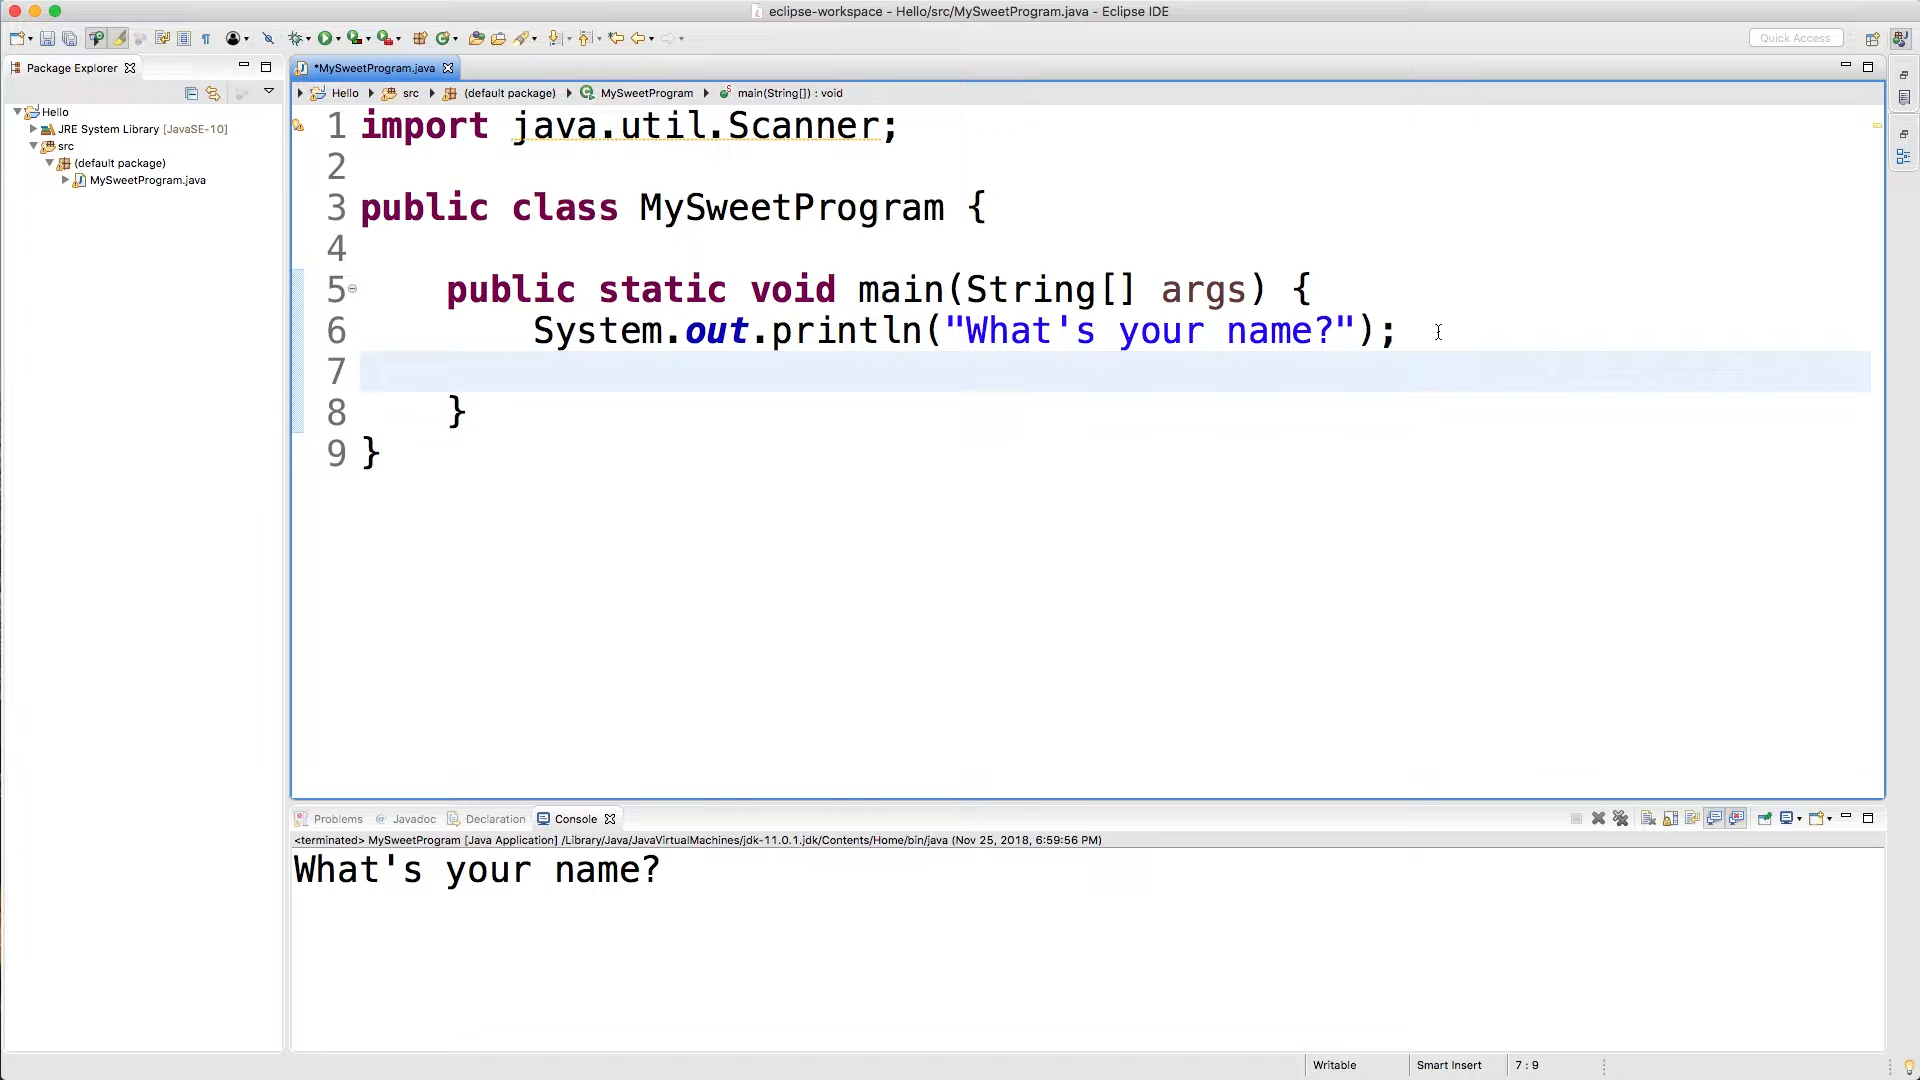 eclipse-workspace - Hello/src/MySweetProgram.java - Eclipse IDE
Quick Access
Package Explorer
*MySweetProgram.java
Hello
src
(default package)
MySweetProgram
main(String[]) : void
Hello
JRE System Library [JavaSE-10]
src
(default package)
MySweetProgram.java
1 import java.util.Scanner;
2
3 public class MySweetProgram {
4
5 public static void main(String[] args) {
6 System.out.println("What's your name?");
7
8 }
9 }
Problems @ Javadoc Declaration Console
<terminated> MySweetProgram [Java Application] /Library/Java/JavaVirtualMachines/jdk-11.0.1.jdk/Contents/Home/bin/java (Nov 25, 2018, 6:59:56 PM)
What's your name?
Writable Smart Insert 7 : 9